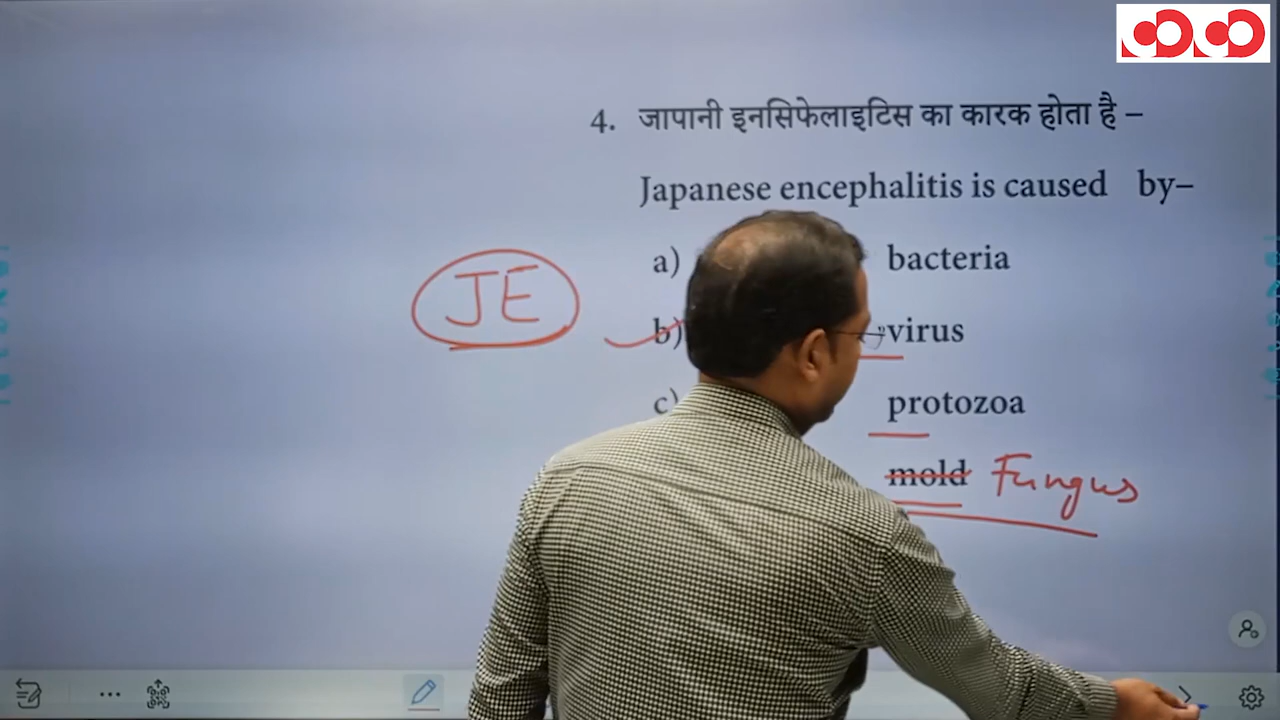 4. जापानी इनसिफेलाइटिस का कारक होता है –
Japanese encephalitis is caused by–
a) bacteria
JE
b) virus
c) protozoa
mold Fungus